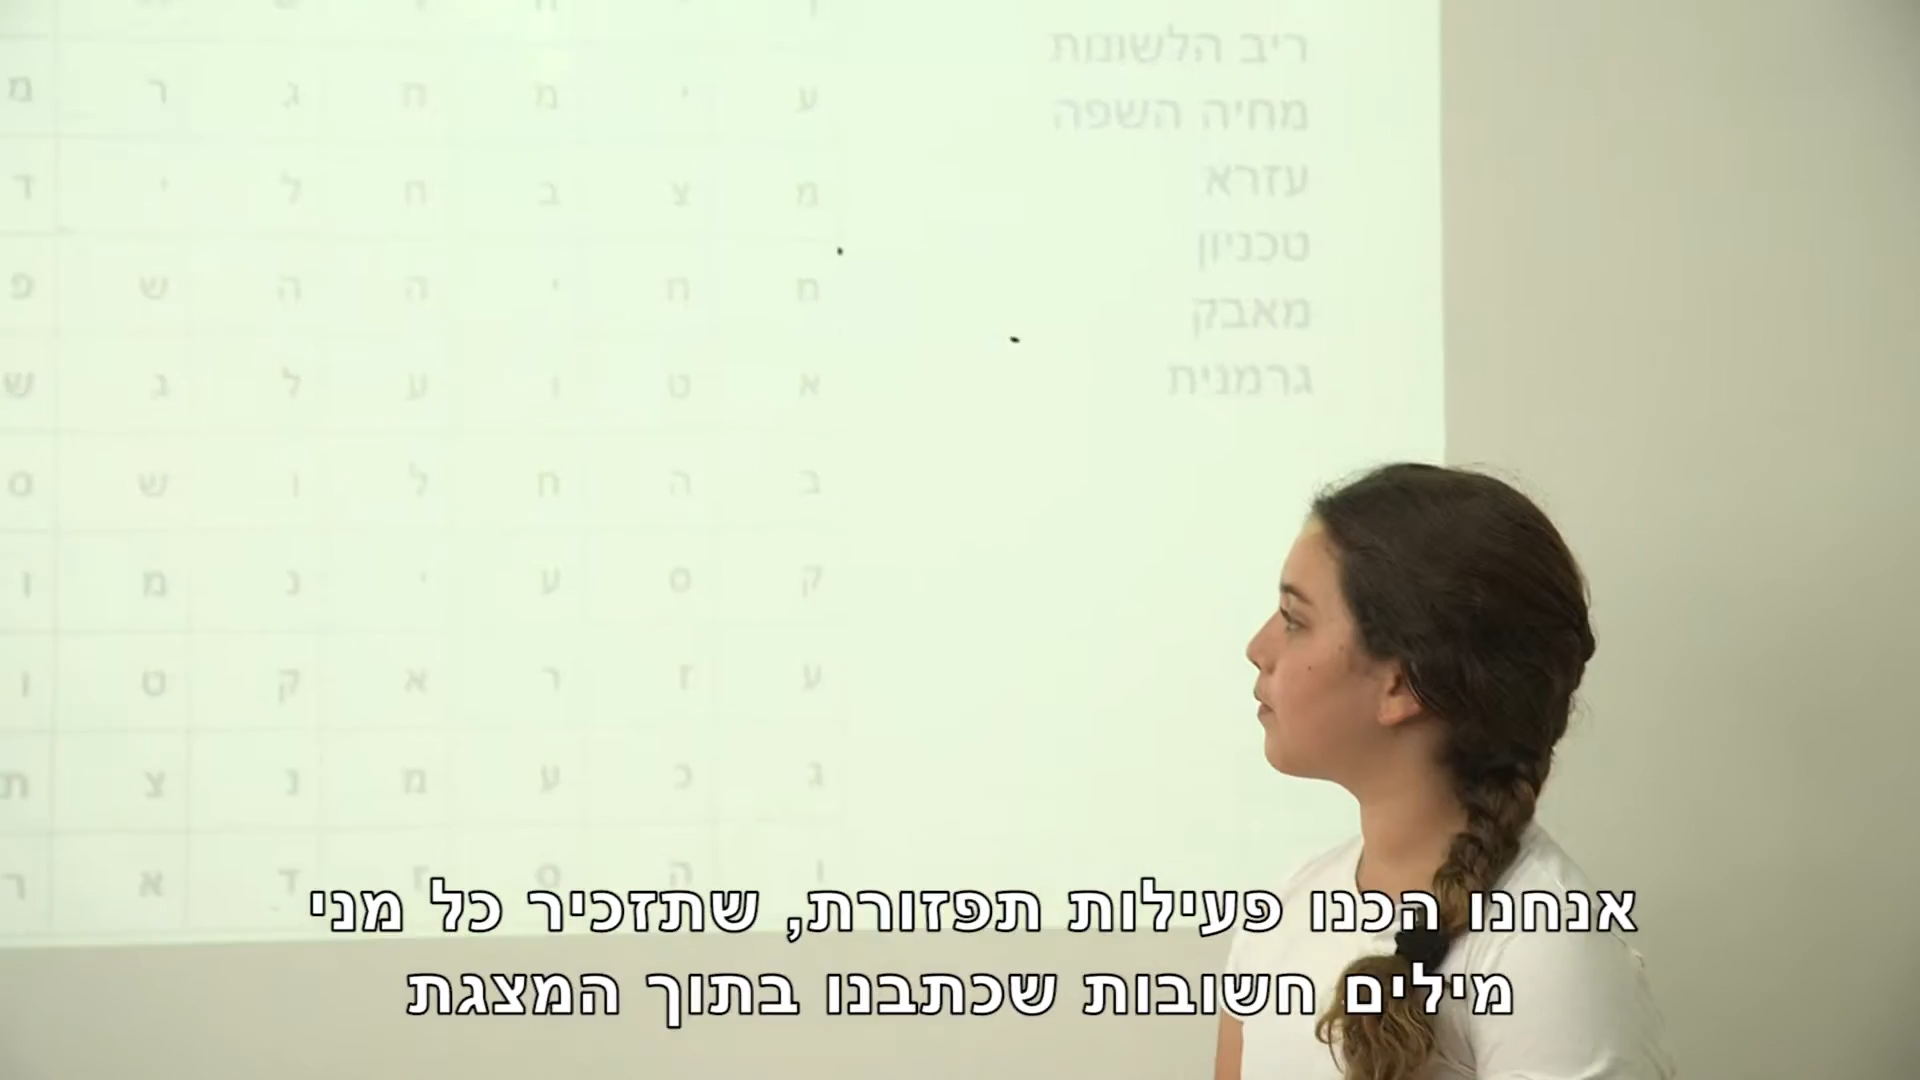 ריב הלשונות
מחיה השפה
עזרא
טכניון
מאבק
גרמנית
ע י מ ח ג ר מ
מ צ ב ח ל י ד
מ ח י ה ה ש פ
א ט ו ע ל ג ש
ב ה ח ל ו ש ס
ק ס ע י נ מ ו
ע ז ר א ק ט ו
ג כ ע מ נ צ ת
ו ק ס ז ד א ר
אנחנו הכנו פעילות תפזורת, שתזכיר כל מני
מילים חשובות שכתבנו בתוך המצגת